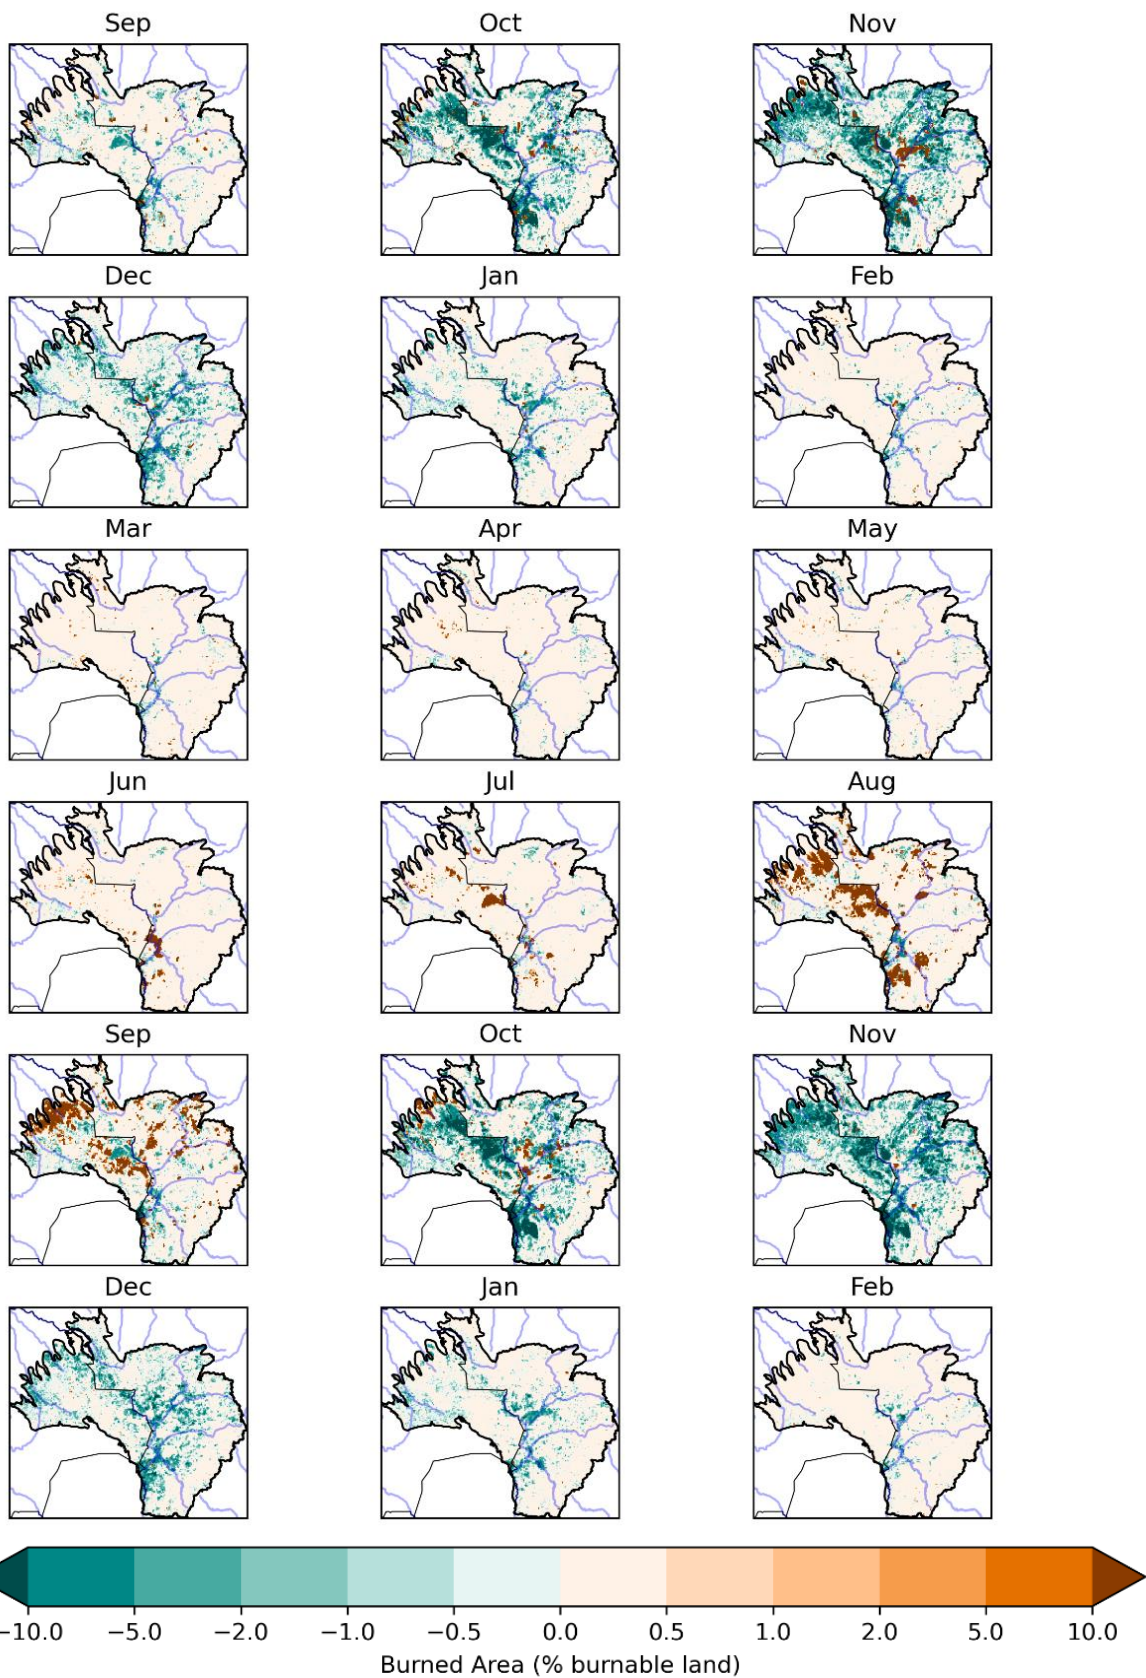 Sep Oct Nov
Dec Jan Feb
Mar Apr May
Jun Jul Aug
Sep Oct Nov
Dec Jan Feb
−10.0 −5.0 −2.0 −1.0 −0.5 0.0 0.5 1.0 2.0 5.0 10.0
Burned Area (% burnable land)